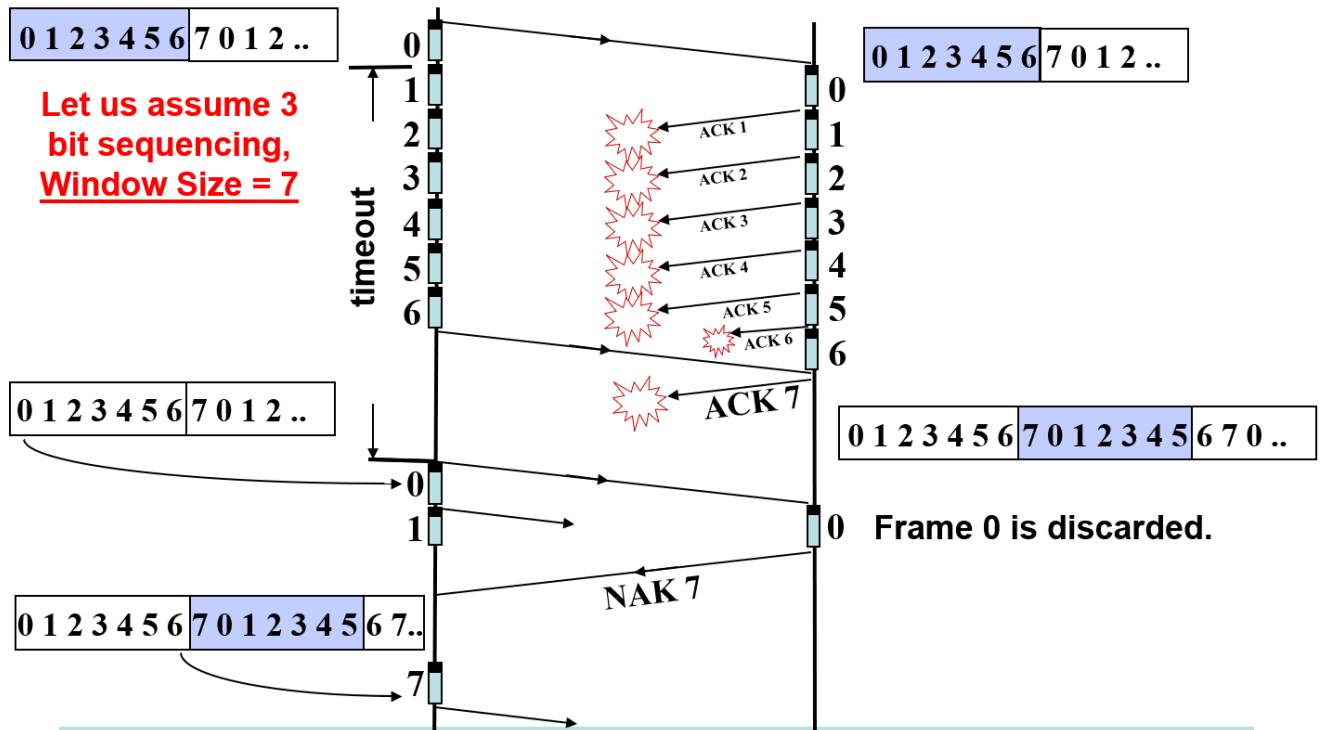 0 1 2 3 4 5 6 7 0 1 2 ..
Let us assume 3
bit sequencing,
Window Size = 7
timeout
0
1
2
3
4
5
6
0 1 2 3 4 5 6 7 0 1 2 ..
0
1
2
3
4
5
6
ACK 1
ACK 2
ACK 3
ACK 4
ACK 5
ACK 6
ACK 7
0 1 2 3 4 5 6 7 0 1 2 ..
0 1 2 3 4 5 6 7 0 1 2 3 4 5 6 7 0 ..
0
1
0 Frame 0 is discarded.
NAK 7
0 1 2 3 4 5 6 7 0 1 2 3 4 5 6 7..
7